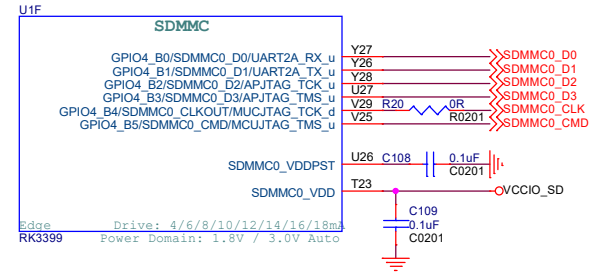 U1F
SDMMC
GPIO4_B0/SDMMC0_D0/UART2A_RX_u Y27 SDMMC0_D0
GPIO4_B1/SDMMC0_D1/UART2A_TX_u Y26 SDMMC0_D1
GPIO4_B2/SDMMC0_D2/APJTAG_TCK_u Y28 SDMMC0_D2
GPIO4_B3/SDMMC0_D3/APJTAG_TMS_u U27 SDMMC0_D3
GPIO4_B4/SDMMC0_CLKOUT/MUCJTAG_TCK_d V29 R20 0R SDMMC0_CLK
GPIO4_B5/SDMMC0_CMD/MCUJTAG_TMS_u V25 R0201 SDMMC0_CMD
SDMMC0_VDDPST U26 C108 0.1uF
C0201
SDMMC0_VDD T23 VCCIO_SD
C109
Edge Drive: 4/6/8/10/12/14/16/18mA 0.1uF
RK3399 Power Domain: 1.8V / 3.0V Auto C0201